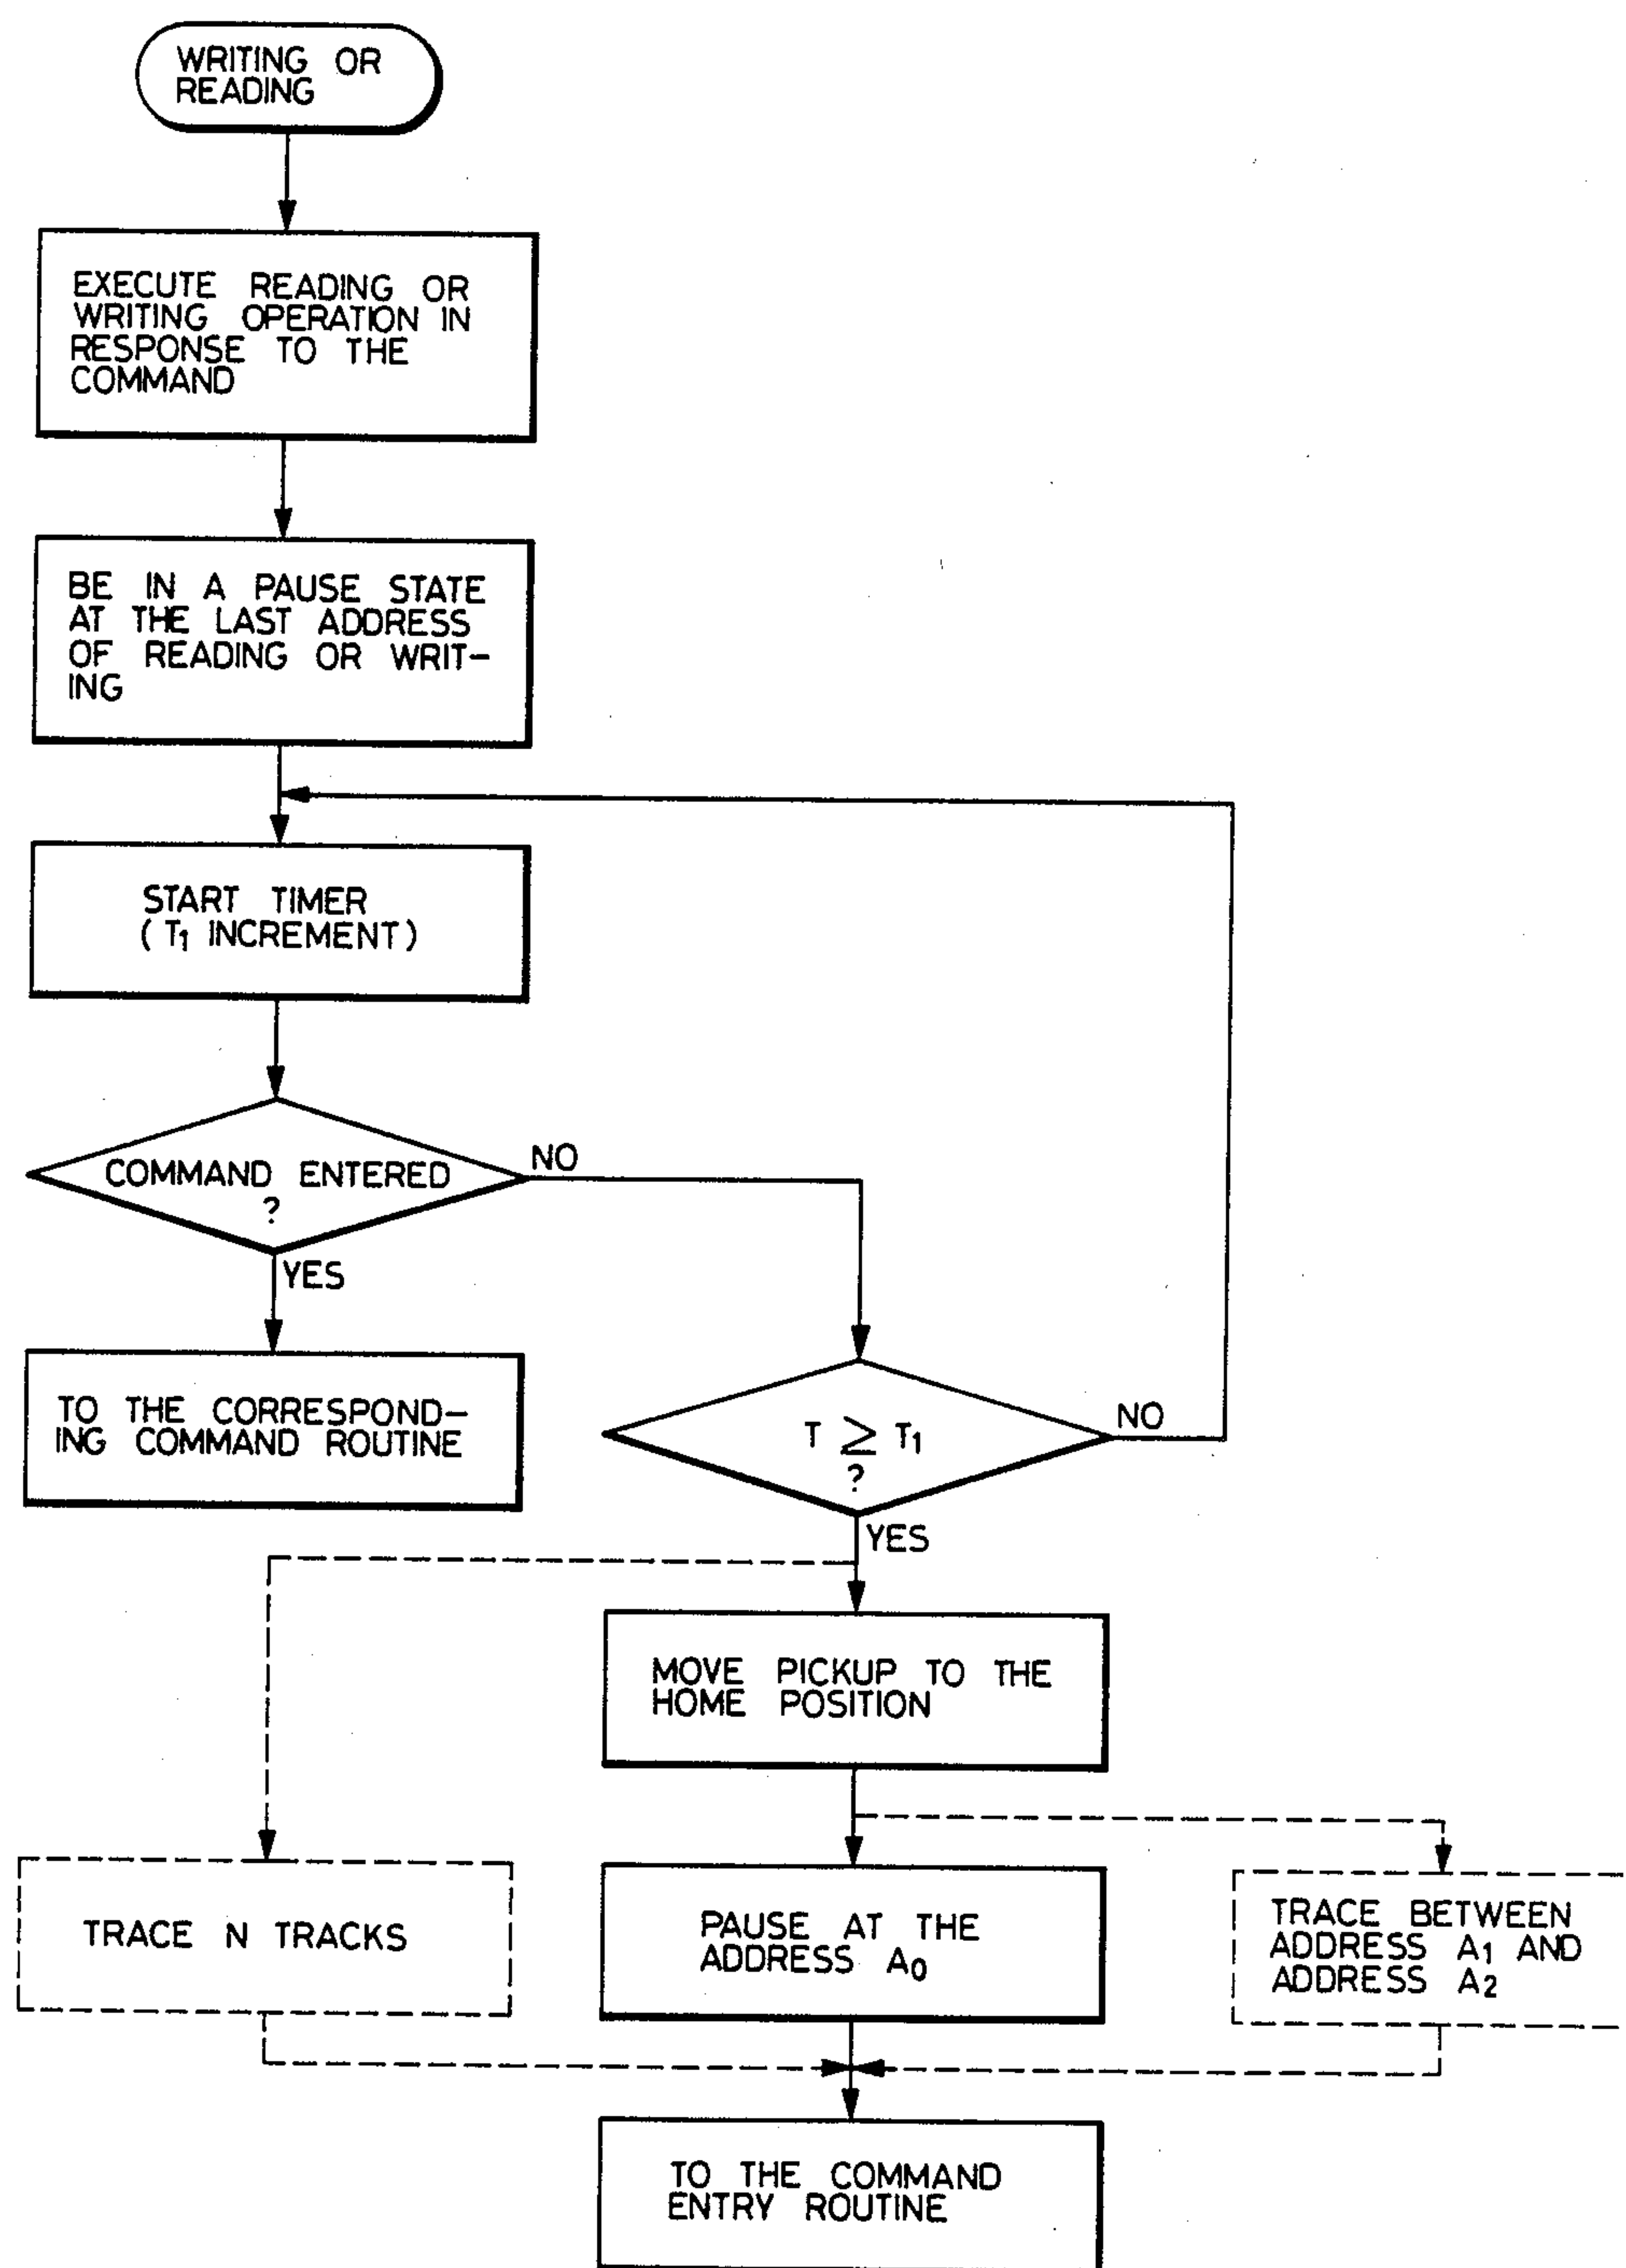 WRITING OR
READING
EXECUTE READING OR
WRITING OPERATION IN
RESPONSE TO THE
COMMAND
BE IN A PAUSE STATE
AT THE LAST ADDRESS
OF READING OR WRIT-
ING
START TIMER
(T₁ INCREMENT)
COMMAND ENTERED
?
NO
YES
TO THE CORRESPOND-
ING COMMAND ROUTINE
T ≧ T₁
?
NO
YES
MOVE PICKUP TO THE
HOME POSITION
TRACE N TRACKS
PAUSE AT THE
ADDRESS A₀
TRACE BETWEEN
ADDRESS A₁ AND
ADDRESS A₂
TO THE COMMAND
ENTRY ROUTINE